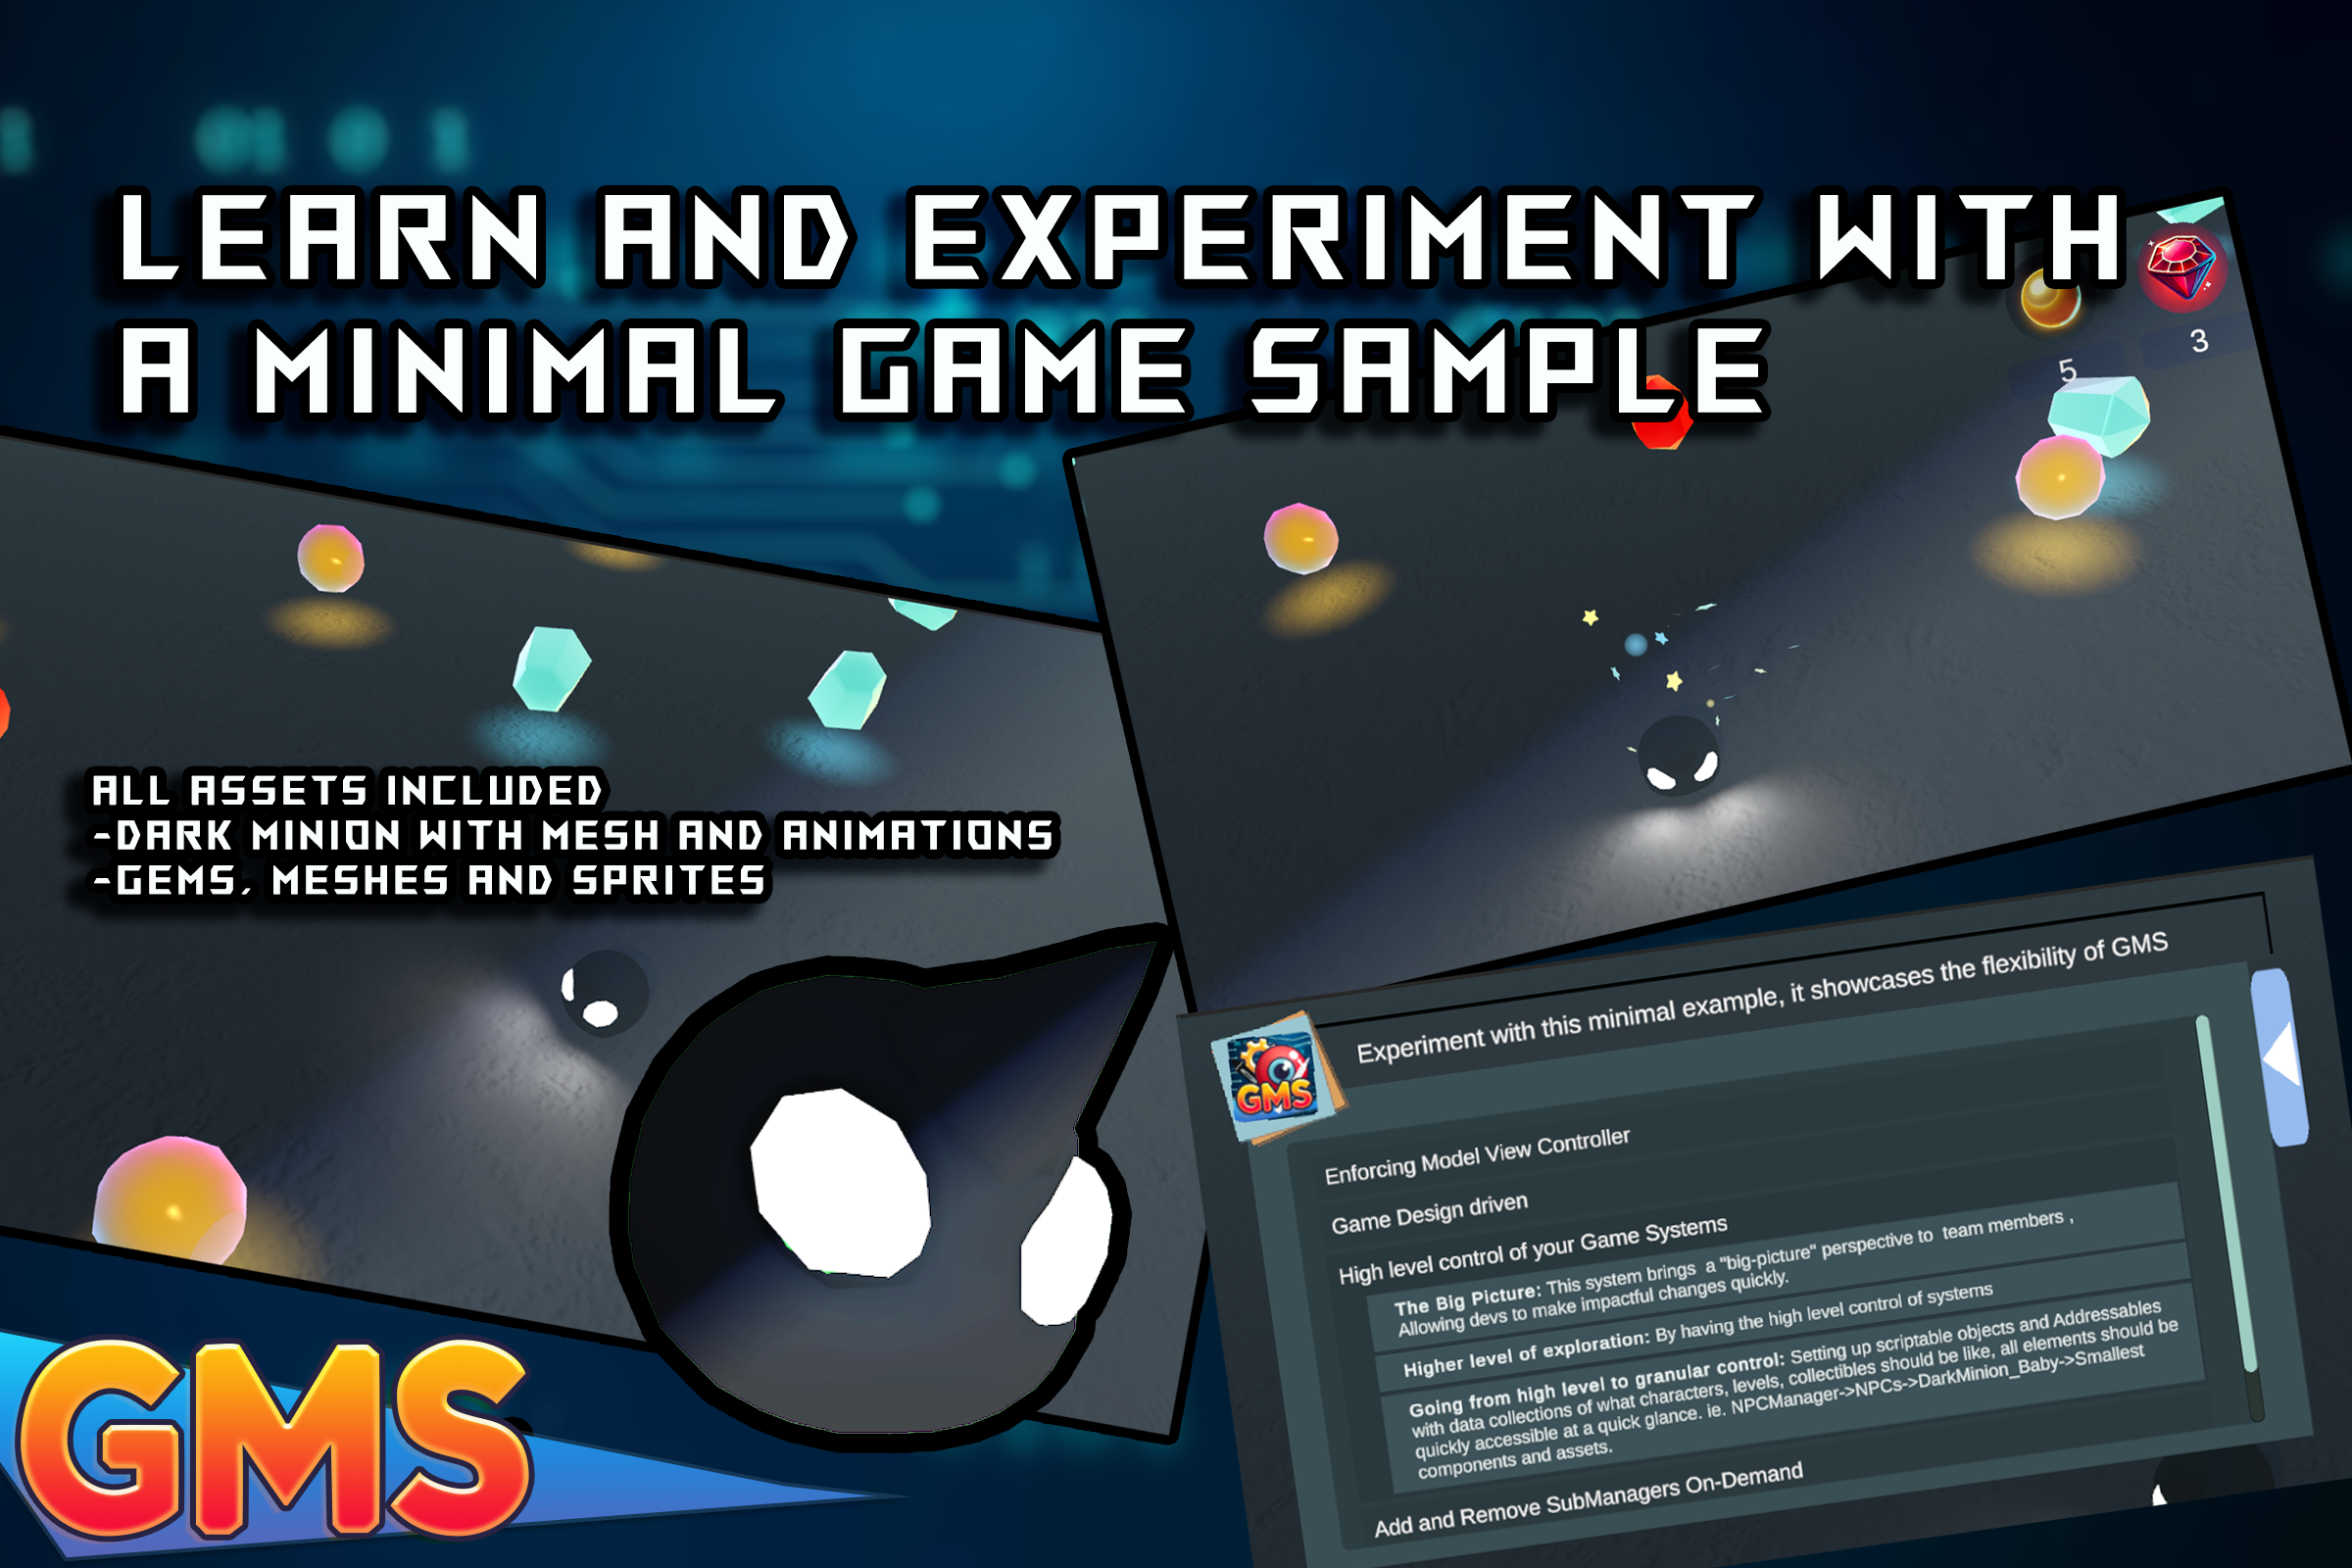 LEARN AND EXPERIMENT WITH
A MINIMAL GAME SAMPLE
5
3
ALL ASSETS INCLUDED
-DARK MINION WITH MESH AND ANIMATIONS
-GEMS, MESHES AND SPRITES
Experiment with this minimal example, it showcases the flexibility of GMS
GMS
Enforcing Model View Controller
Game Design driven
High level control of your Game Systems
The Big Picture: This system brings a "big-picture" perspective to team members ,
Allowing devs to make impactful changes quickly.
Higher level of exploration: By having the high level control of systems
Going from high level to granular control: Setting up scriptable objects and Addressables
with data collections of what characters, levels, collectibles should be like, all elements should be
quickly accessible at a quick glance. ie. NPCManager->NPCs->DarkMinion_Baby->Smallest
components and assets.
Add and Remove SubManagers On-Demand
GMS